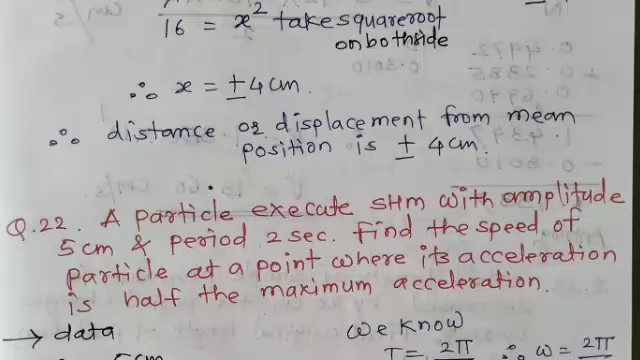 16 = x² take square root
on both side
∴ x = ± 4 cm.
∴ distance or displacement from mean
position is ± 4 cm.
Q.22. A particle execute SHM with amplitude
5 cm & period 2 sec. find the speed of
particle at a point where its acceleration
is half the maximum acceleration.
→ data we know
5cm T = 2π ∴ ω = 2π